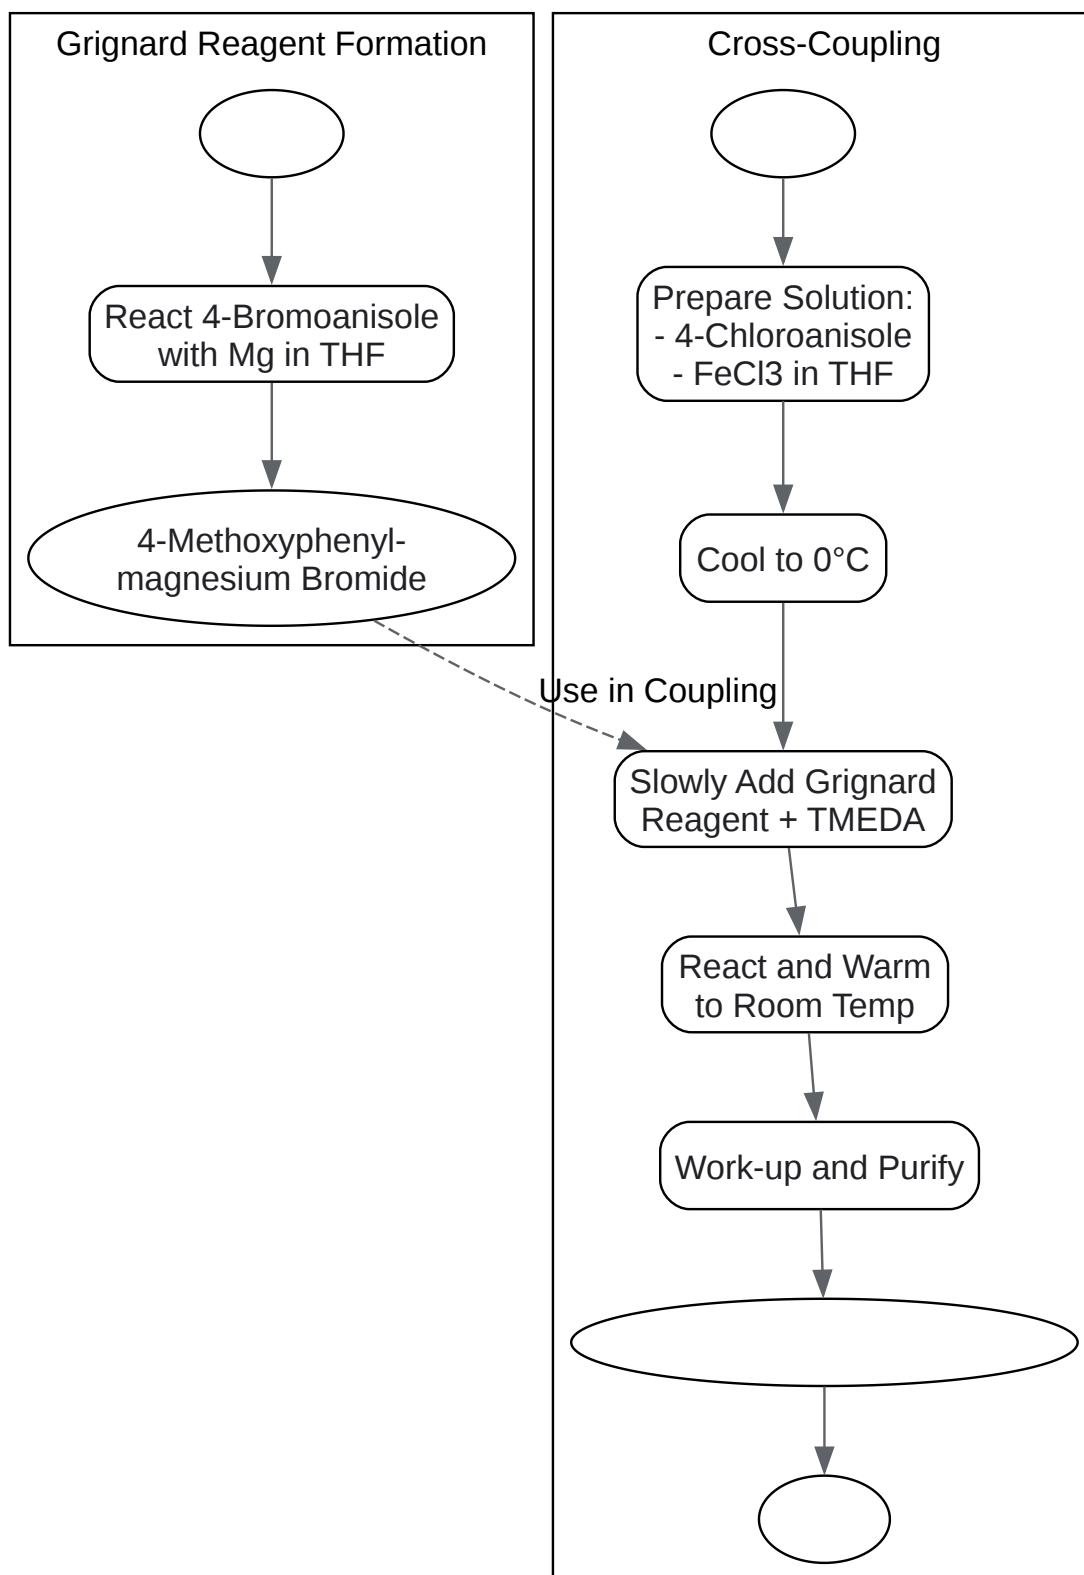 Grignard Reagent Formation
React 4-Bromoanisole
with Mg in THF
4-Methoxyphenyl-
magnesium Bromide
Cross-Coupling
Prepare Solution:
- 4-Chloroanisole
- FeCl3 in THF
Cool to 0°C
Use in Coupling
Slowly Add Grignard
Reagent + TMEDA
React and Warm
to Room Temp
Work-up and Purify